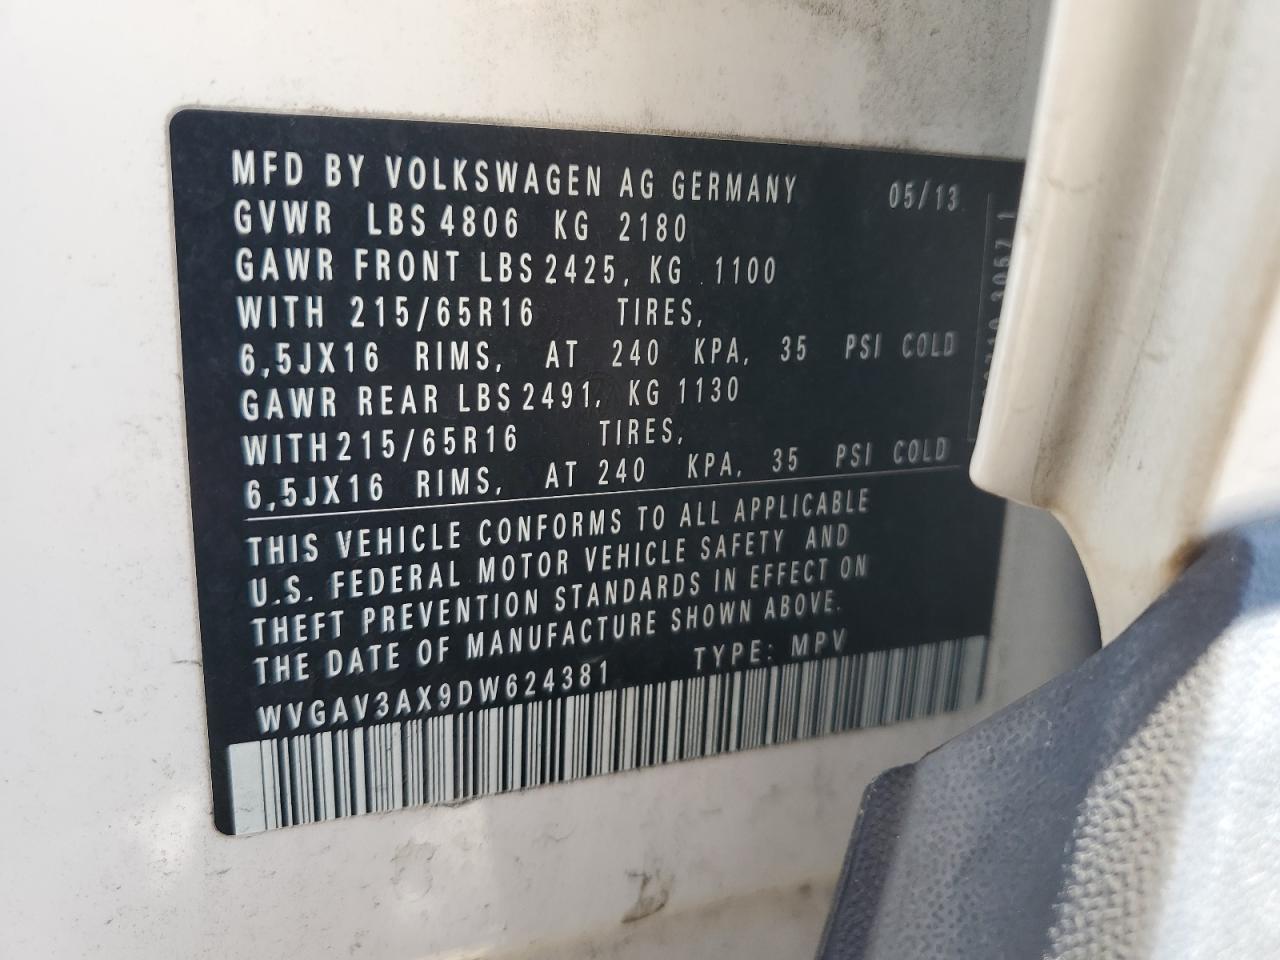 MFD BY VOLKSWAGEN AG GERMANY 05/13
GVWR LBS 4806 KG 2180
GAWR FRONT LBS 2425, KG 1100
WITH 215/65R16 TIRES,
6,5JX16 RIMS, AT 240 KPA, 35 PSI COLD
GAWR REAR LBS 2491, KG 1130
WITH 215/65R16 TIRES,
6,5JX16 RIMS, AT 240 KPA, 35 PSI COLD
THIS VEHICLE CONFORMS TO ALL APPLICABLE
U.S. FEDERAL MOTOR VEHICLE SAFETY AND
THEFT PREVENTION STANDARDS IN EFFECT ON
THE DATE OF MANUFACTURE SHOWN ABOVE.
WVGAV3AX9DW624381 TYPE: MPV